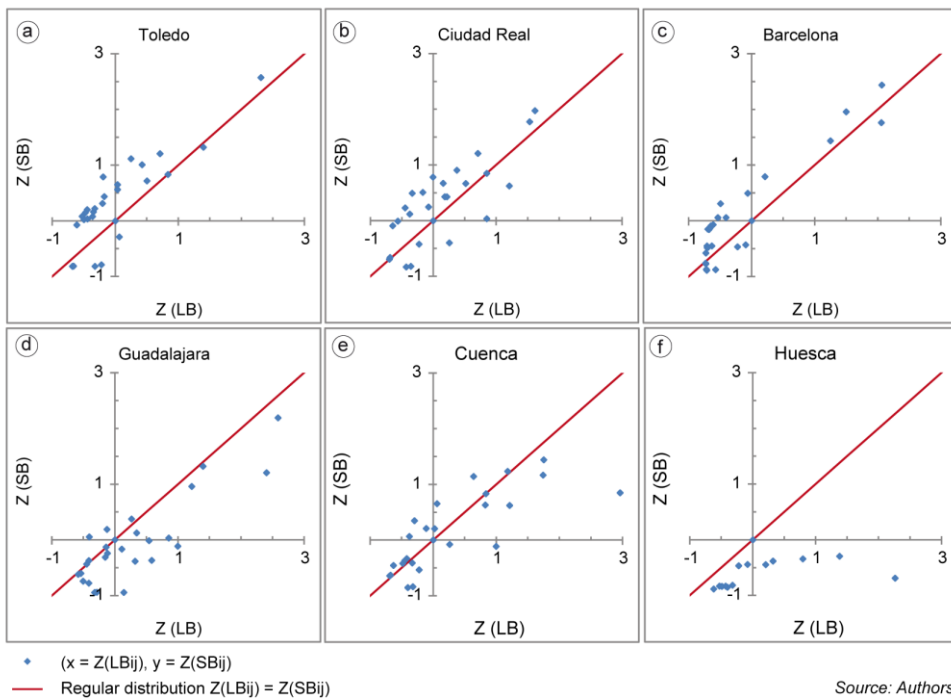 a Toledo
3
Z (SB)
1
-1 1 3
-1
Z (LB)
b Ciudad Real
3
Z (SB)
1
-1 1 3
-1
Z (LB)
c Barcelona
3
Z (SB)
1
-1 1 3
-1
Z (LB)
d Guadalajara
3
Z (SB)
1
-1 1 3
-1
Z (LB)
e Cuenca
3
Z (SB)
1
-1 1 3
-1
Z (LB)
f Huesca
3
Z (SB)
1
-1 1 3
-1
Z (LB)
(x = Z(LBij), y = Z(SBij)
Regular distribution Z(LBij) = Z(SBij)
Source: Authors